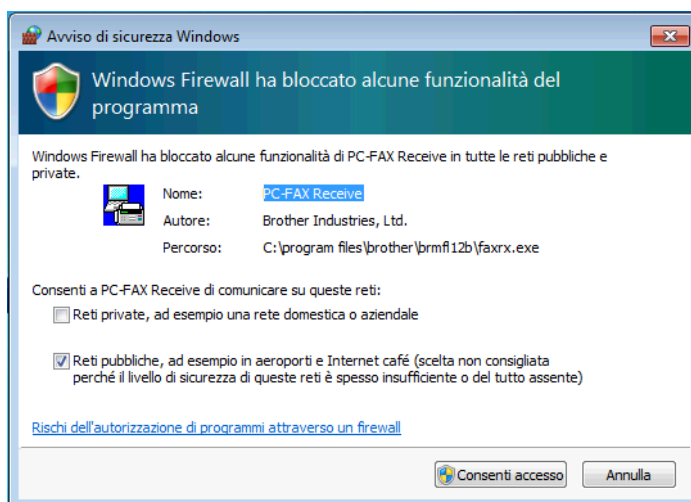 Avviso di sicurezza Windows
Windows Firewall ha bloccato alcune funzionalità del
programma
Windows Firewall ha bloccato alcune funzionalità di PC-FAX Receive in tutte le reti pubbliche e
private.
Nome: PC-FAX Receive
Autore: Brother Industries, Ltd.
Percorso: C:\program files\brother\brmfl12b\faxrx.exe
Consenti a PC-FAX Receive di comunicare su queste reti:
Reti private, ad esempio una rete domestica o aziendale
Reti pubbliche, ad esempio in aeroporti e Internet café (scelta non consigliata
perché il livello di sicurezza di queste reti è spesso insufficiente o del tutto assente)
Rischi dell'autorizzazione di programmi attraverso un firewall
Consenti accesso Annulla